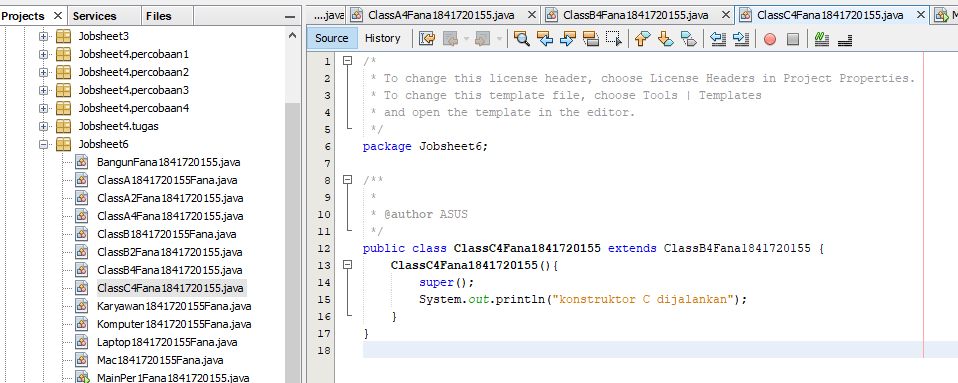 Projects
Services
Files
Jobsheet3
Jobsheet4.percobaan1
Jobsheet4.percobaan2
Jobsheet4.percobaan3
Jobsheet4.percobaan4
Jobsheet4.tugas
Jobsheet6
BangunFana1841720155.java
ClassA1841720155Fana.java
ClassA2Fana1841720155.java
ClassA4Fana1841720155.java
ClassB1841720155Fana.java
ClassB2Fana1841720155.java
ClassB4Fana1841720155.java
ClassC4Fana1841720155.java
Karyawan1841720155Fana.java
Komputer1841720155Fana.java
Laptop1841720155Fana.java
Mac1841720155Fana.java
MainPer1Fana1841720155.java
....java
ClassA4Fana1841720155.java
ClassB4Fana1841720155.java
ClassC4Fana1841720155.java
Source
History
1 /*
2 * To change this license header, choose License Headers in Project Properties.
3 * To change this template file, choose Tools | Templates
4 * and open the template in the editor.
5 */
6 package Jobsheet6;
7
8 /**
9 *
10 * @author ASUS
11 */
12 public class ClassC4Fana1841720155 extends ClassB4Fana1841720155 {
13 ClassC4Fana1841720155(){
14 super();
15 System.out.println("konstruktor C dijalankan");
16 }
17 }
18